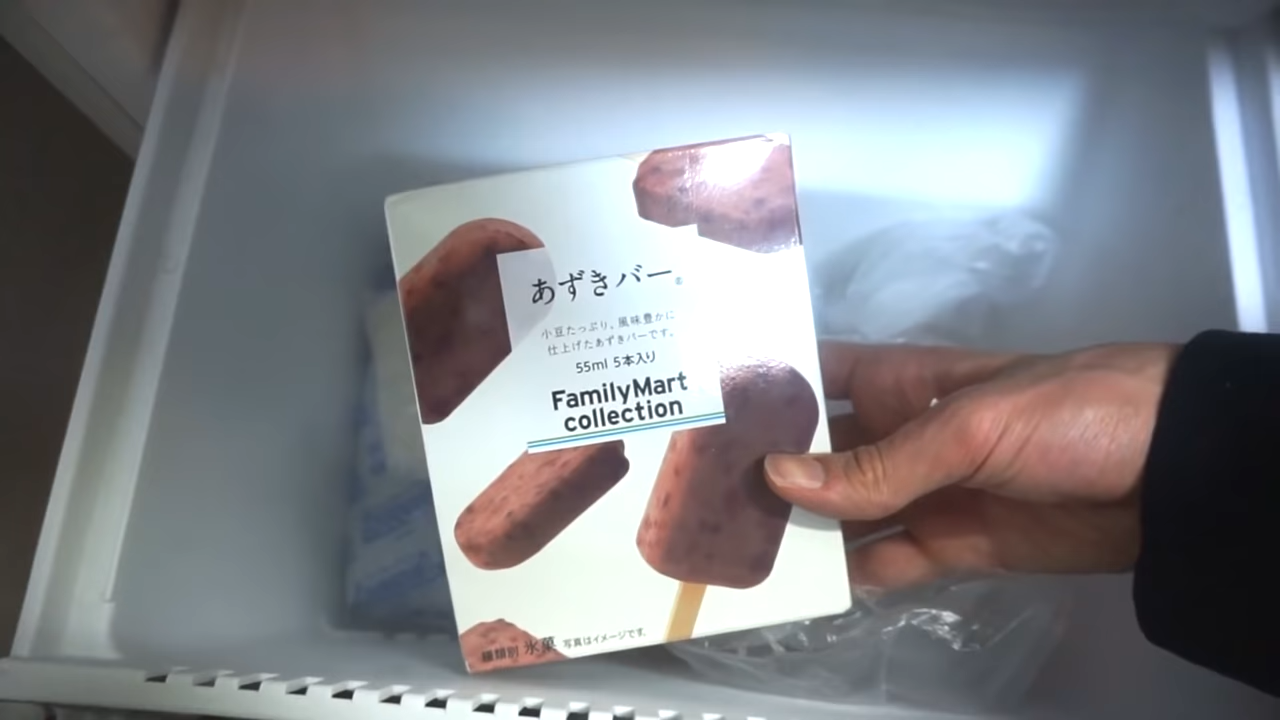 あずきバー®
小豆たっぷり、風味豊かに
仕上げたあずきバーです。
55ml 5本入り
FamilyMart
collection
種類別 氷菓 写真はイメージです。